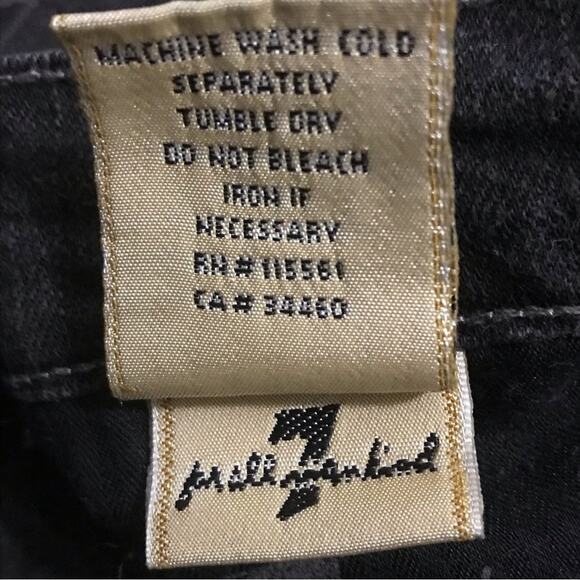 MACHINE WASH COLD
SEPARATELY
TUMBLE DRY
DO NOT BLEACH
IRON IF
NECESSARY
RN#115561
CA# 34460
7
for all mankind